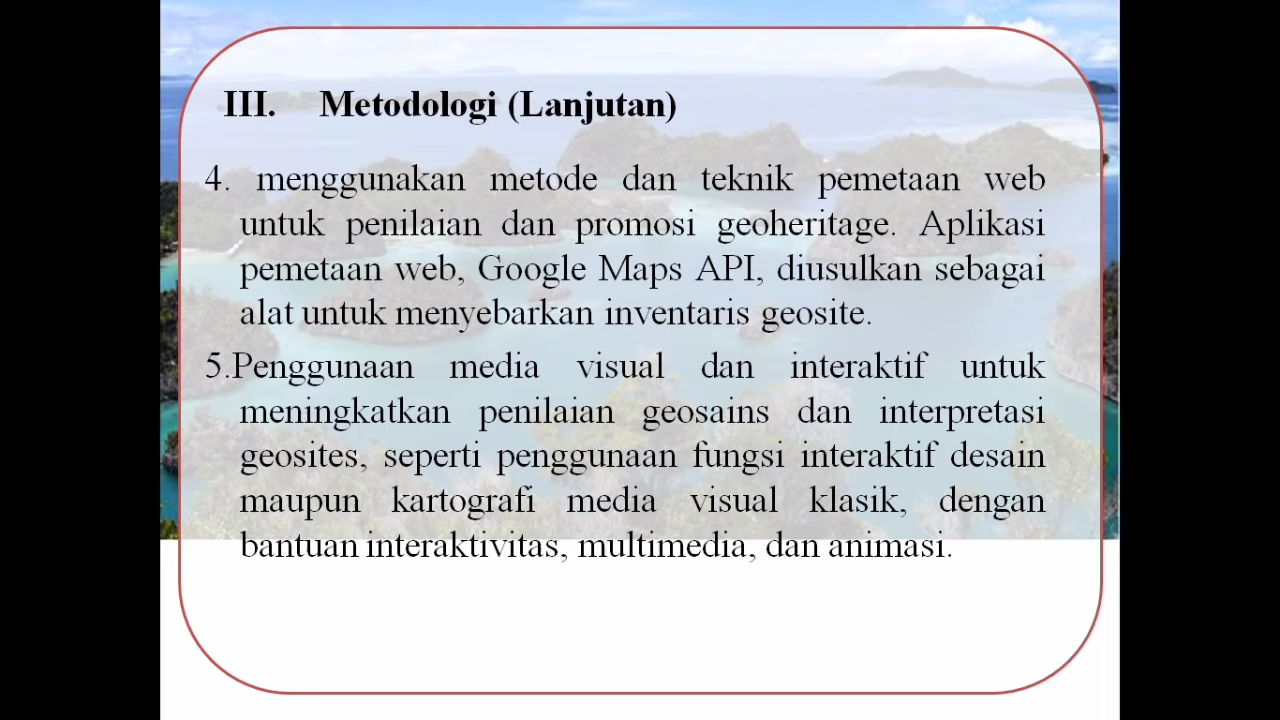 III. Metodologi (Lanjutan)
4. menggunakan metode dan teknik pemetaan web
untuk penilaian dan promosi geoheritage. Aplikasi
pemetaan web, Google Maps API, diusulkan sebagai
alat untuk menyebarkan inventaris geosite.
5.Penggunaan media visual dan interaktif untuk
meningkatkan penilaian geosains dan interpretasi
geosites, seperti penggunaan fungsi interaktif desain
maupun kartografi media visual klasik, dengan
bantuan interaktivitas, multimedia, dan animasi.